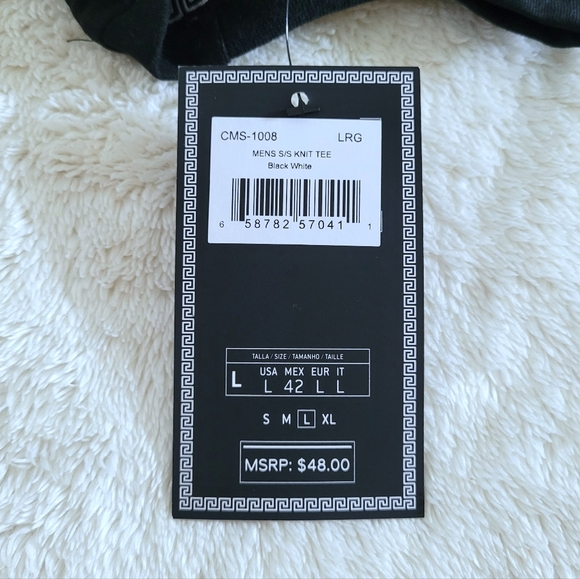 CMS-1008 LRG
MENS S/S KNIT TEE
Black White
6 58782 57041 1
TALLA / SIZE / TAMANHO / TAILLE
L USA MEX EUR IT
L 42 L L
S M L XL
MSRP: $48.00